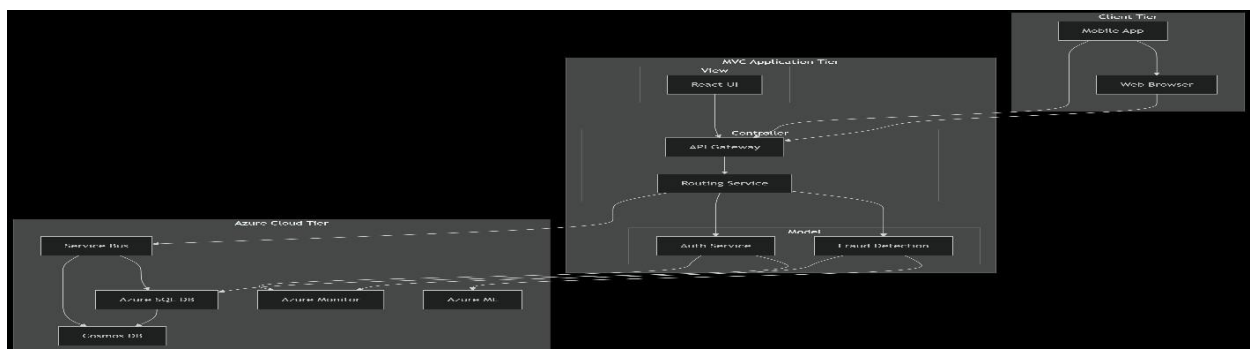 Client Tier
Mobile App
Web Browser
MVC Application Tier
View
React UI
Controller
API Gateway
Routing Service
Model
Auth Service
Fraud Detection
Azure Cloud Tier
Service Bus
Azure SQL DB
Azure Monitor
Azure ML
Cosmos DB